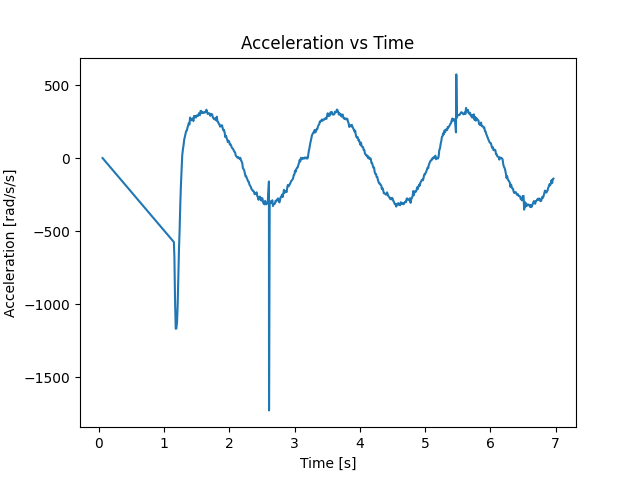 Acceleration vs Time
Acceleration [rad/s/s]
500
0
−500
−1000
−1500
0 1 2 3 4 5 6 7
Time [s]